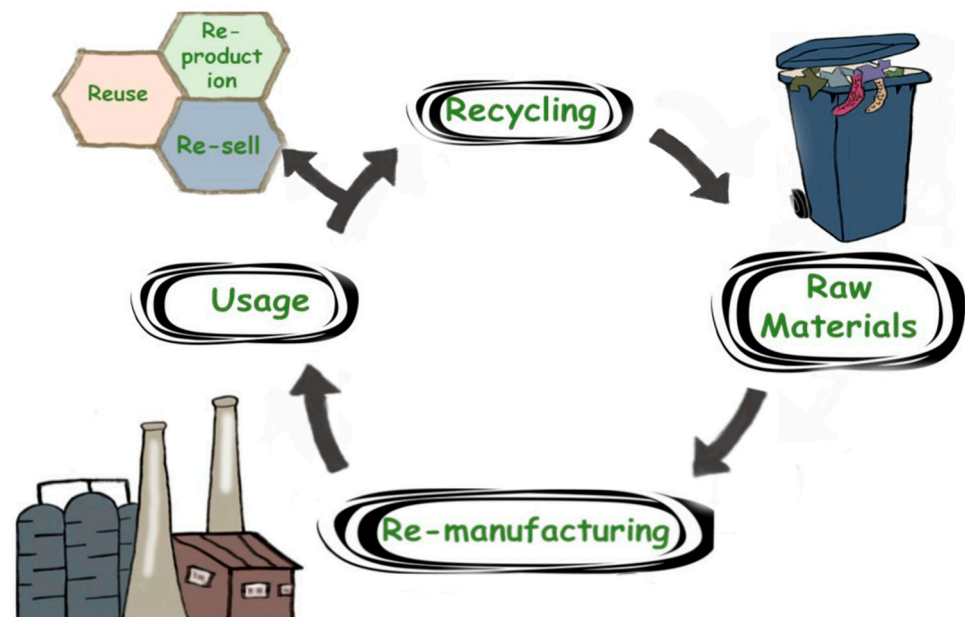 Re-
product
ion
Reuse
Re-sell
Recycling
Usage
Raw
Materials
Re-manufacturing